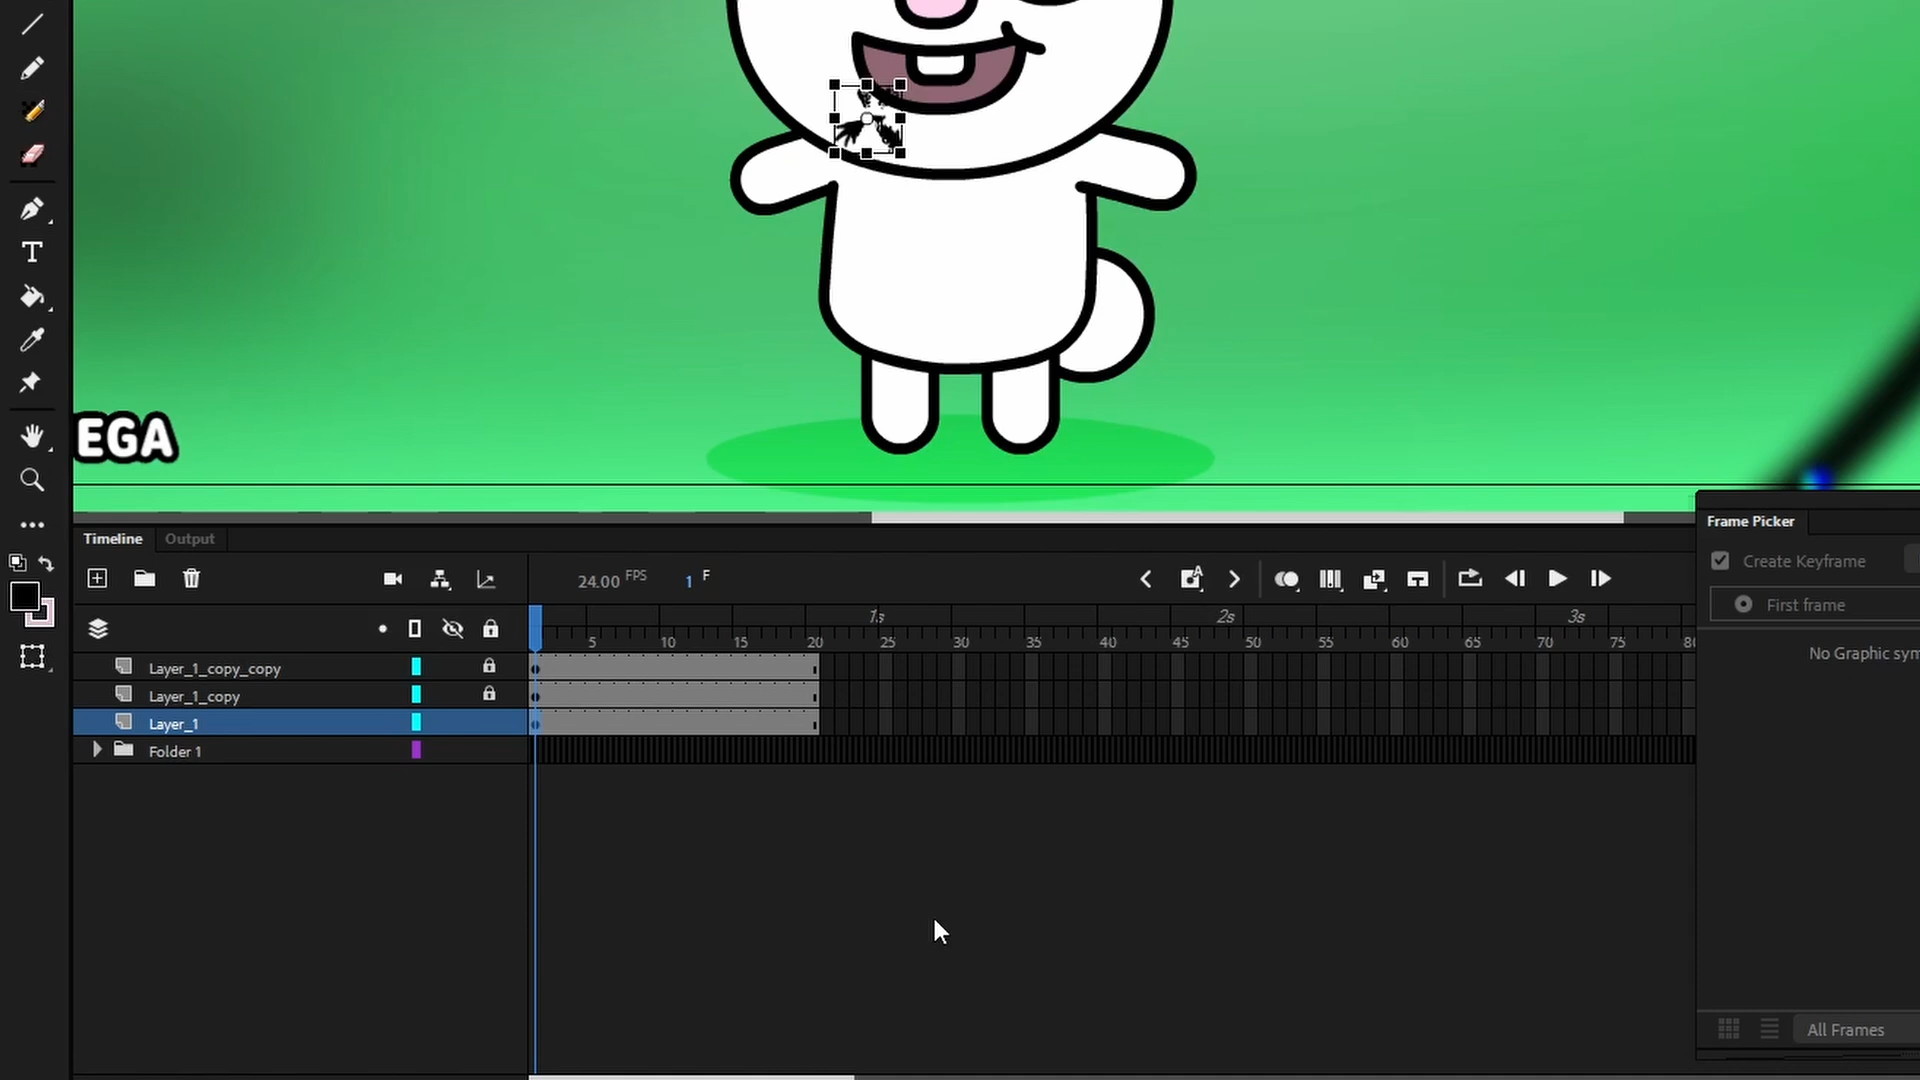 EGA
Timeline Output
24.00 FPS 1 F
1s 2s 3s
5 10 15 20 25 30 35 40 45 50 55 60 65 70 75 80
Layer_1_copy_copy
Layer_1_copy
Layer_1
Folder 1
Frame Picker
Create Keyframe
First frame
No Graphic sym
All Frames